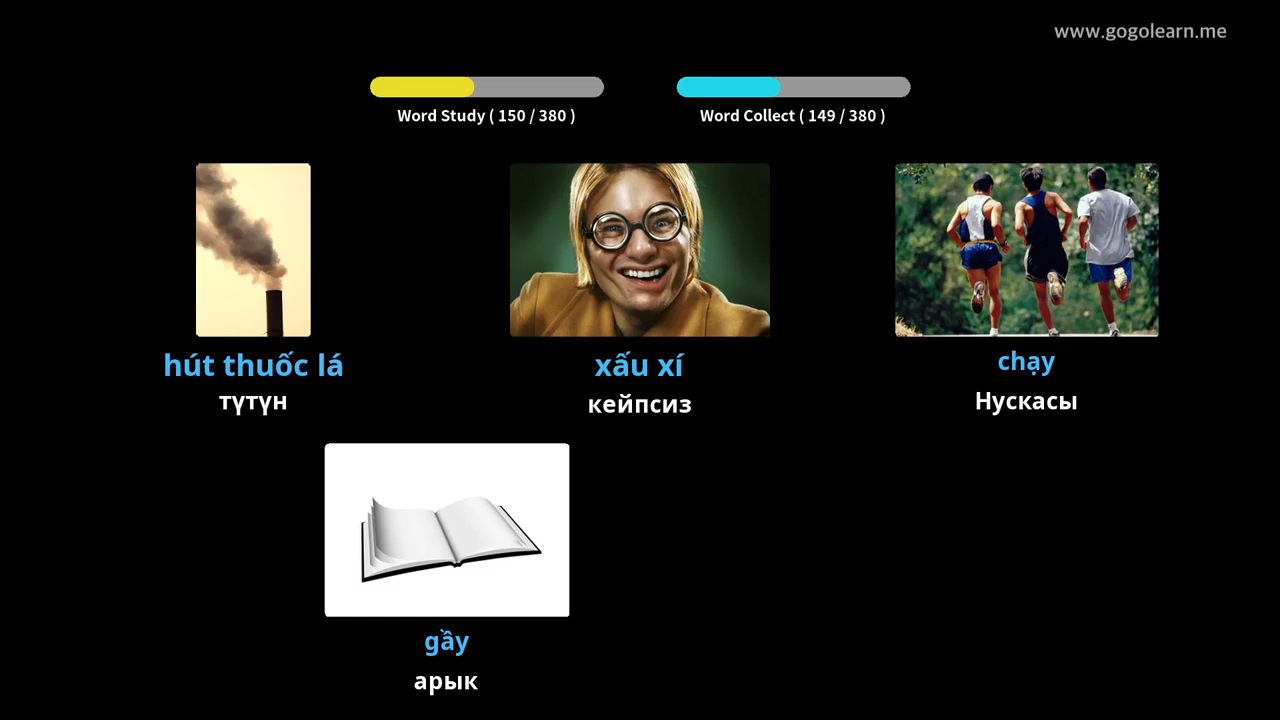 www.gogolearn.me
Word Study ( 150 / 380 )
Word Collect ( 149 / 380 )
hút thuốc lá
түтүн
xấu xí
кейпсиз
chạy
Нускасы
gầy
арык